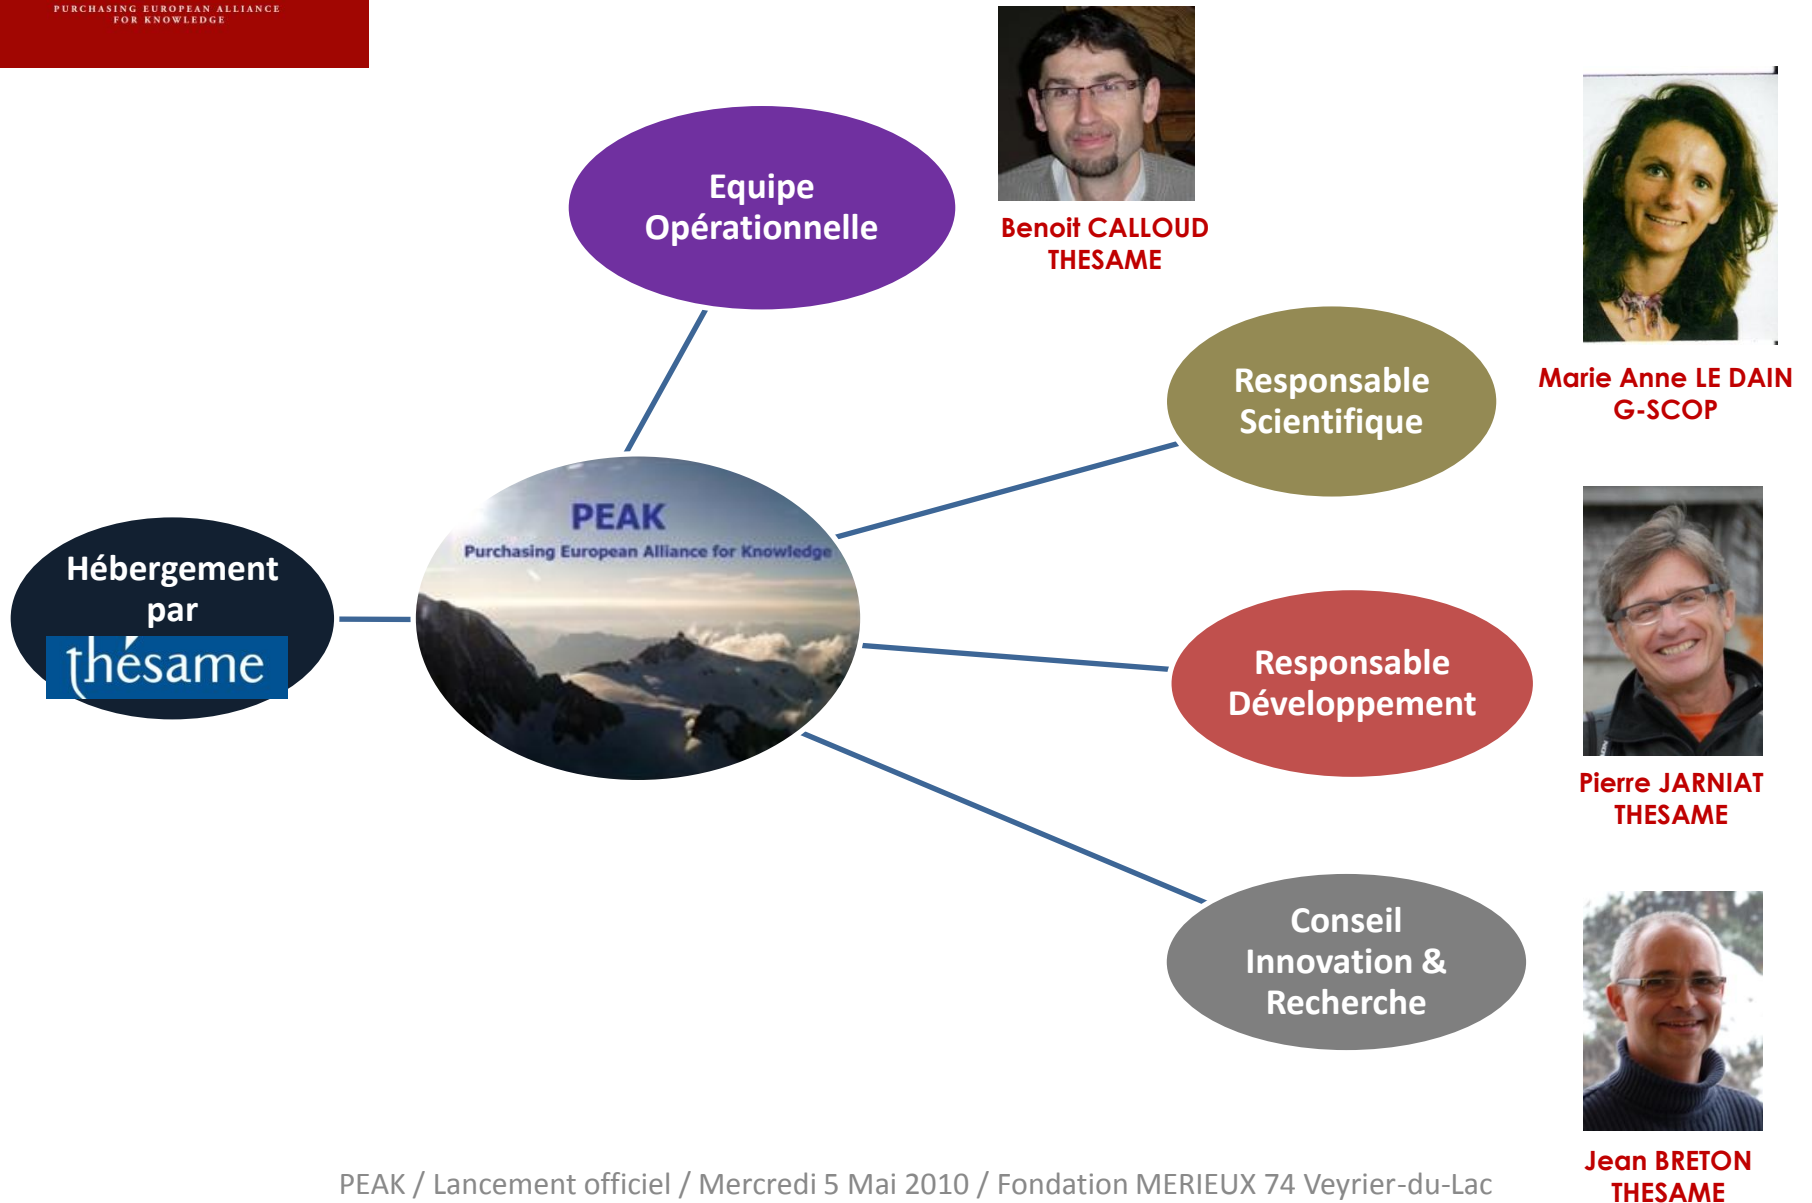 PURCHASING EUROPEAN ALLIANCE
FOR KNOWLEDGE
Equipe
Opérationnelle
Benoit CALLOUD
THESAME
Marie Anne LE DAIN
G-SCOP
Responsable
Scientifique
PEAK
Purchasing European Alliance for Knowledge
Hébergement
par
thésame
Responsable
Développement
Pierre JARNIAT
THESAME
Conseil
Innovation &
Recherche
Jean BRETON
THESAME
PEAK / Lancement officiel / Mercredi 5 Mai 2010 / Fondation MERIEUX 74 Veyrier-du-Lac